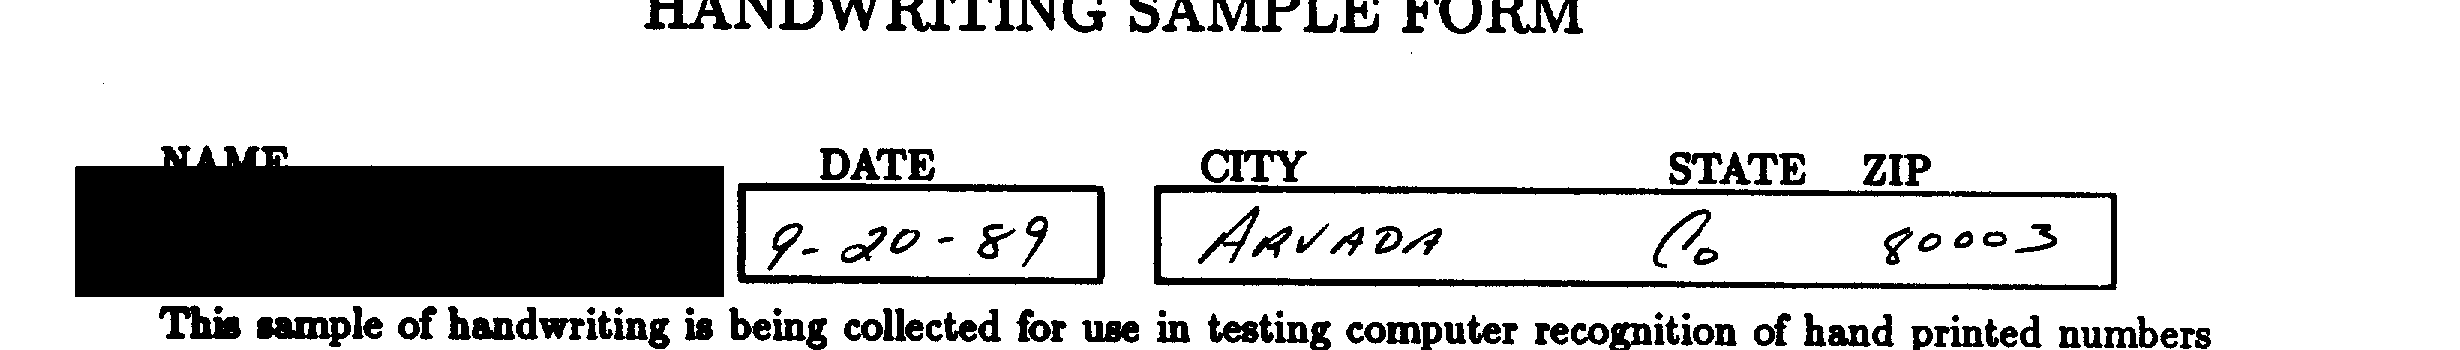 HANDWRITING SAMPLE FORM
NAME DATE CITY STATE ZIP
9-20-89 ARVADA Co 80003
This sample of handwriting is being collected for use in testing computer recognition of hand printed numbers